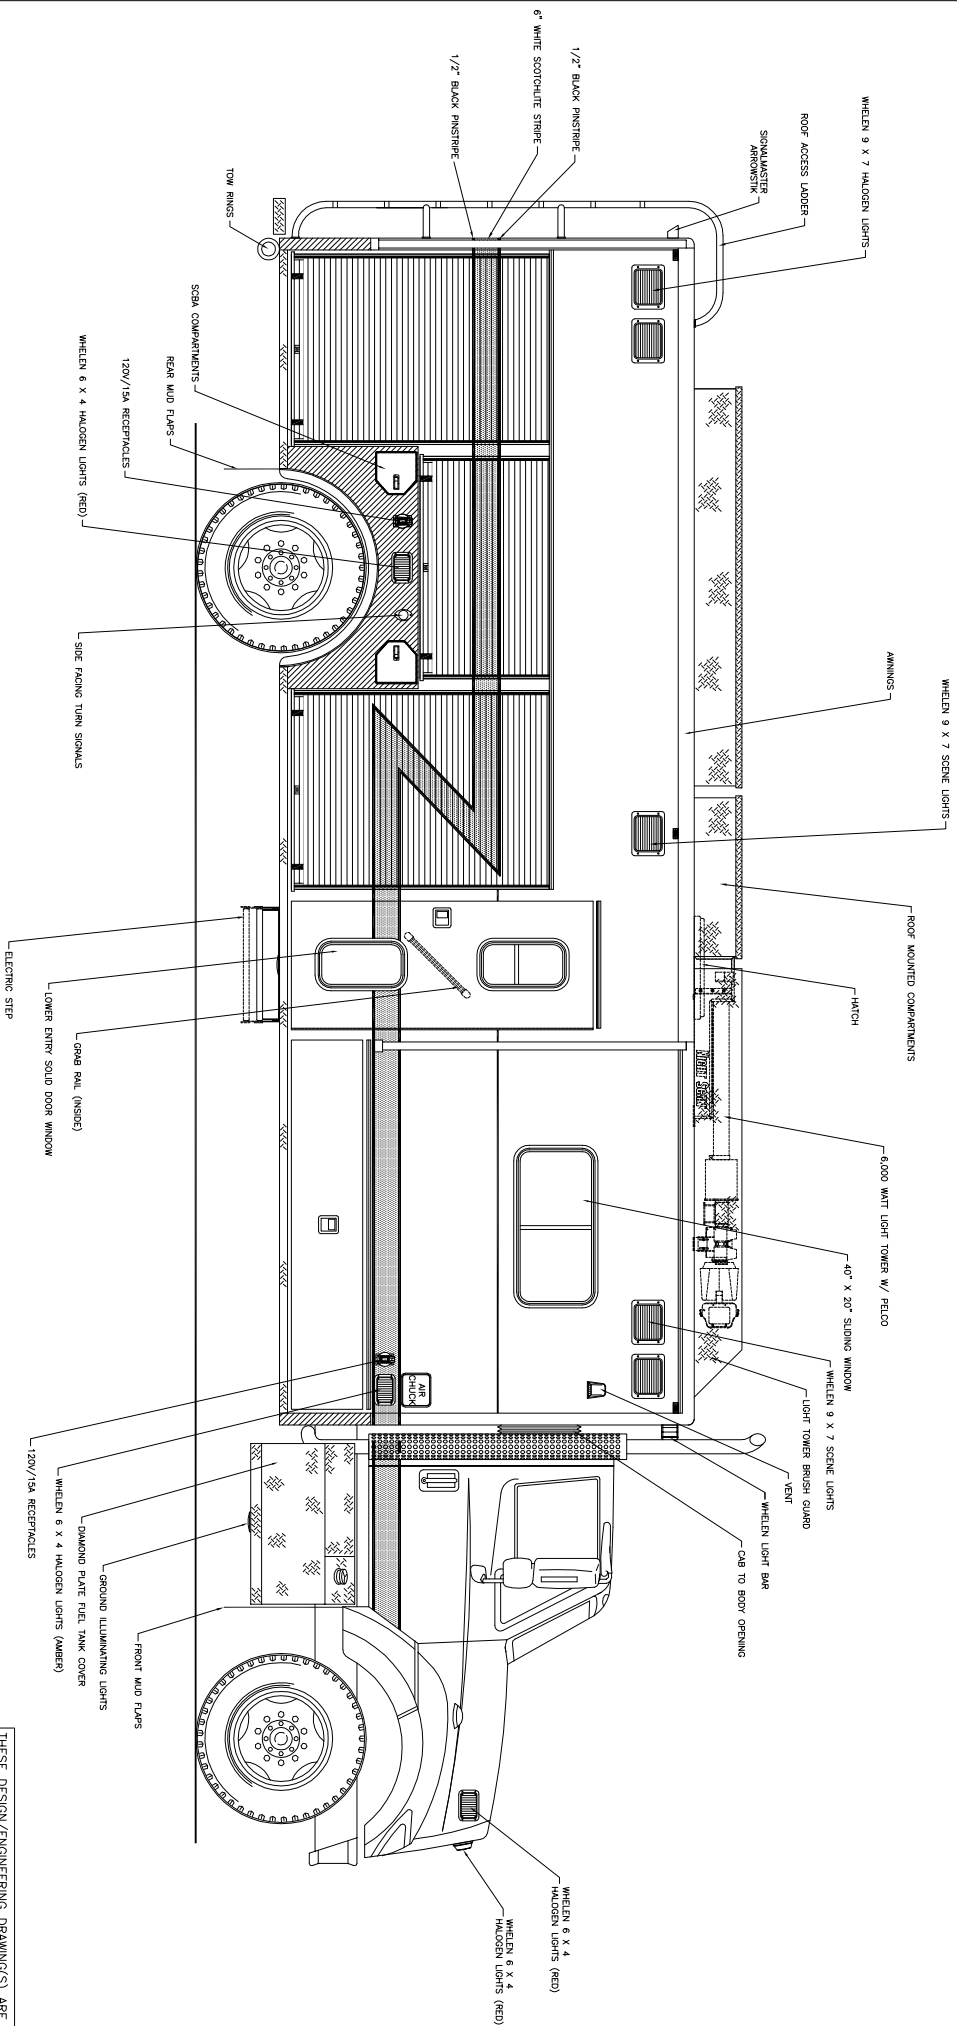 WHELEN 9 X 7 HALOGEN LIGHTS
ROOF ACCESS LADDER
SIGNALMASTER
ARROWSTIK
1/2" BLACK PINSTRIPE
6" WHITE SCOTCHLITE STRIPE
1/2" BLACK PINSTRIPE
TOW RINGS
SCBA COMPARTMENTS
REAR MUD FLAPS
120V/15A RECEPTACLES
WHELEN 6 X 4 HALOGEN LIGHTS (RED)
SIDE FACING TURN SIGNALS
AWNINGS
WHELEN 9 X 7 SCENE LIGHTS
ROOF MOUNTED COMPARTMENTS
HATCH
6,000 WATT LIGHT TOWER W/ PELCO
40" X 20" SLIDING WINDOW
WHELEN 9 X 7 SCENE LIGHTS
LIGHT TOWER BRUSH GUARD
VENT
WHELEN LIGHT BAR
CAB TO BODY OPENING
AIR
CHUCK
ELECTRIC STEP
LOWER ENTRY SOLID DOOR WINDOW
GRAB RAIL (INSIDE)
120V/15A RECEPTACLES
WHELEN 6 X 4 HALOGEN LIGHTS (AMBER)
DIAMOND PLATE FUEL TANK COVER
GROUND ILLUMINATING LIGHTS
FRONT MUD FLAPS
WHELEN 6 X 4
HALOGEN LIGHTS (RED)
WHELEN 6 X 4
HALOGEN LIGHTS (RED)
THESE DESIGN/ENGINEERING DRAWING(S) ARE